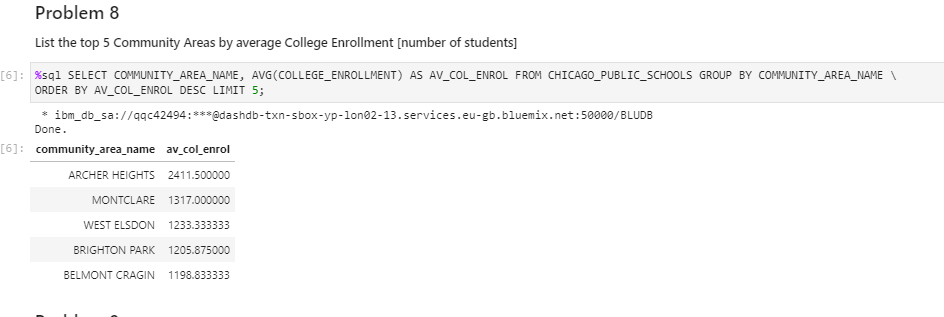 Problem 8
List the top 5 Community Areas by average College Enrollment [number of students]
[6]: %sql SELECT COMMUNITY_AREA_NAME, AVG(COLLEGE_ENROLLMENT) AS AV_COL_ENROL FROM CHICAGO_PUBLIC_SCHOOLS GROUP BY COMMUNITY_AREA_NAME \
ORDER BY AV_COL_ENROL DESC LIMIT 5;
* ibm_db_sa://qqc42494:***@dashdb-txn-sbox-yp-lon02-13.services.eu-gb.bluemix.net:50000/BLUDB
Done.
[6]: community_area_name av_col_enrol
ARCHER HEIGHTS 2411.500000
MONTCLARE 1317.000000
WEST ELSDON 1233.333333
BRIGHTON PARK 1205.875000
BELMONT CRAGIN 1198.833333